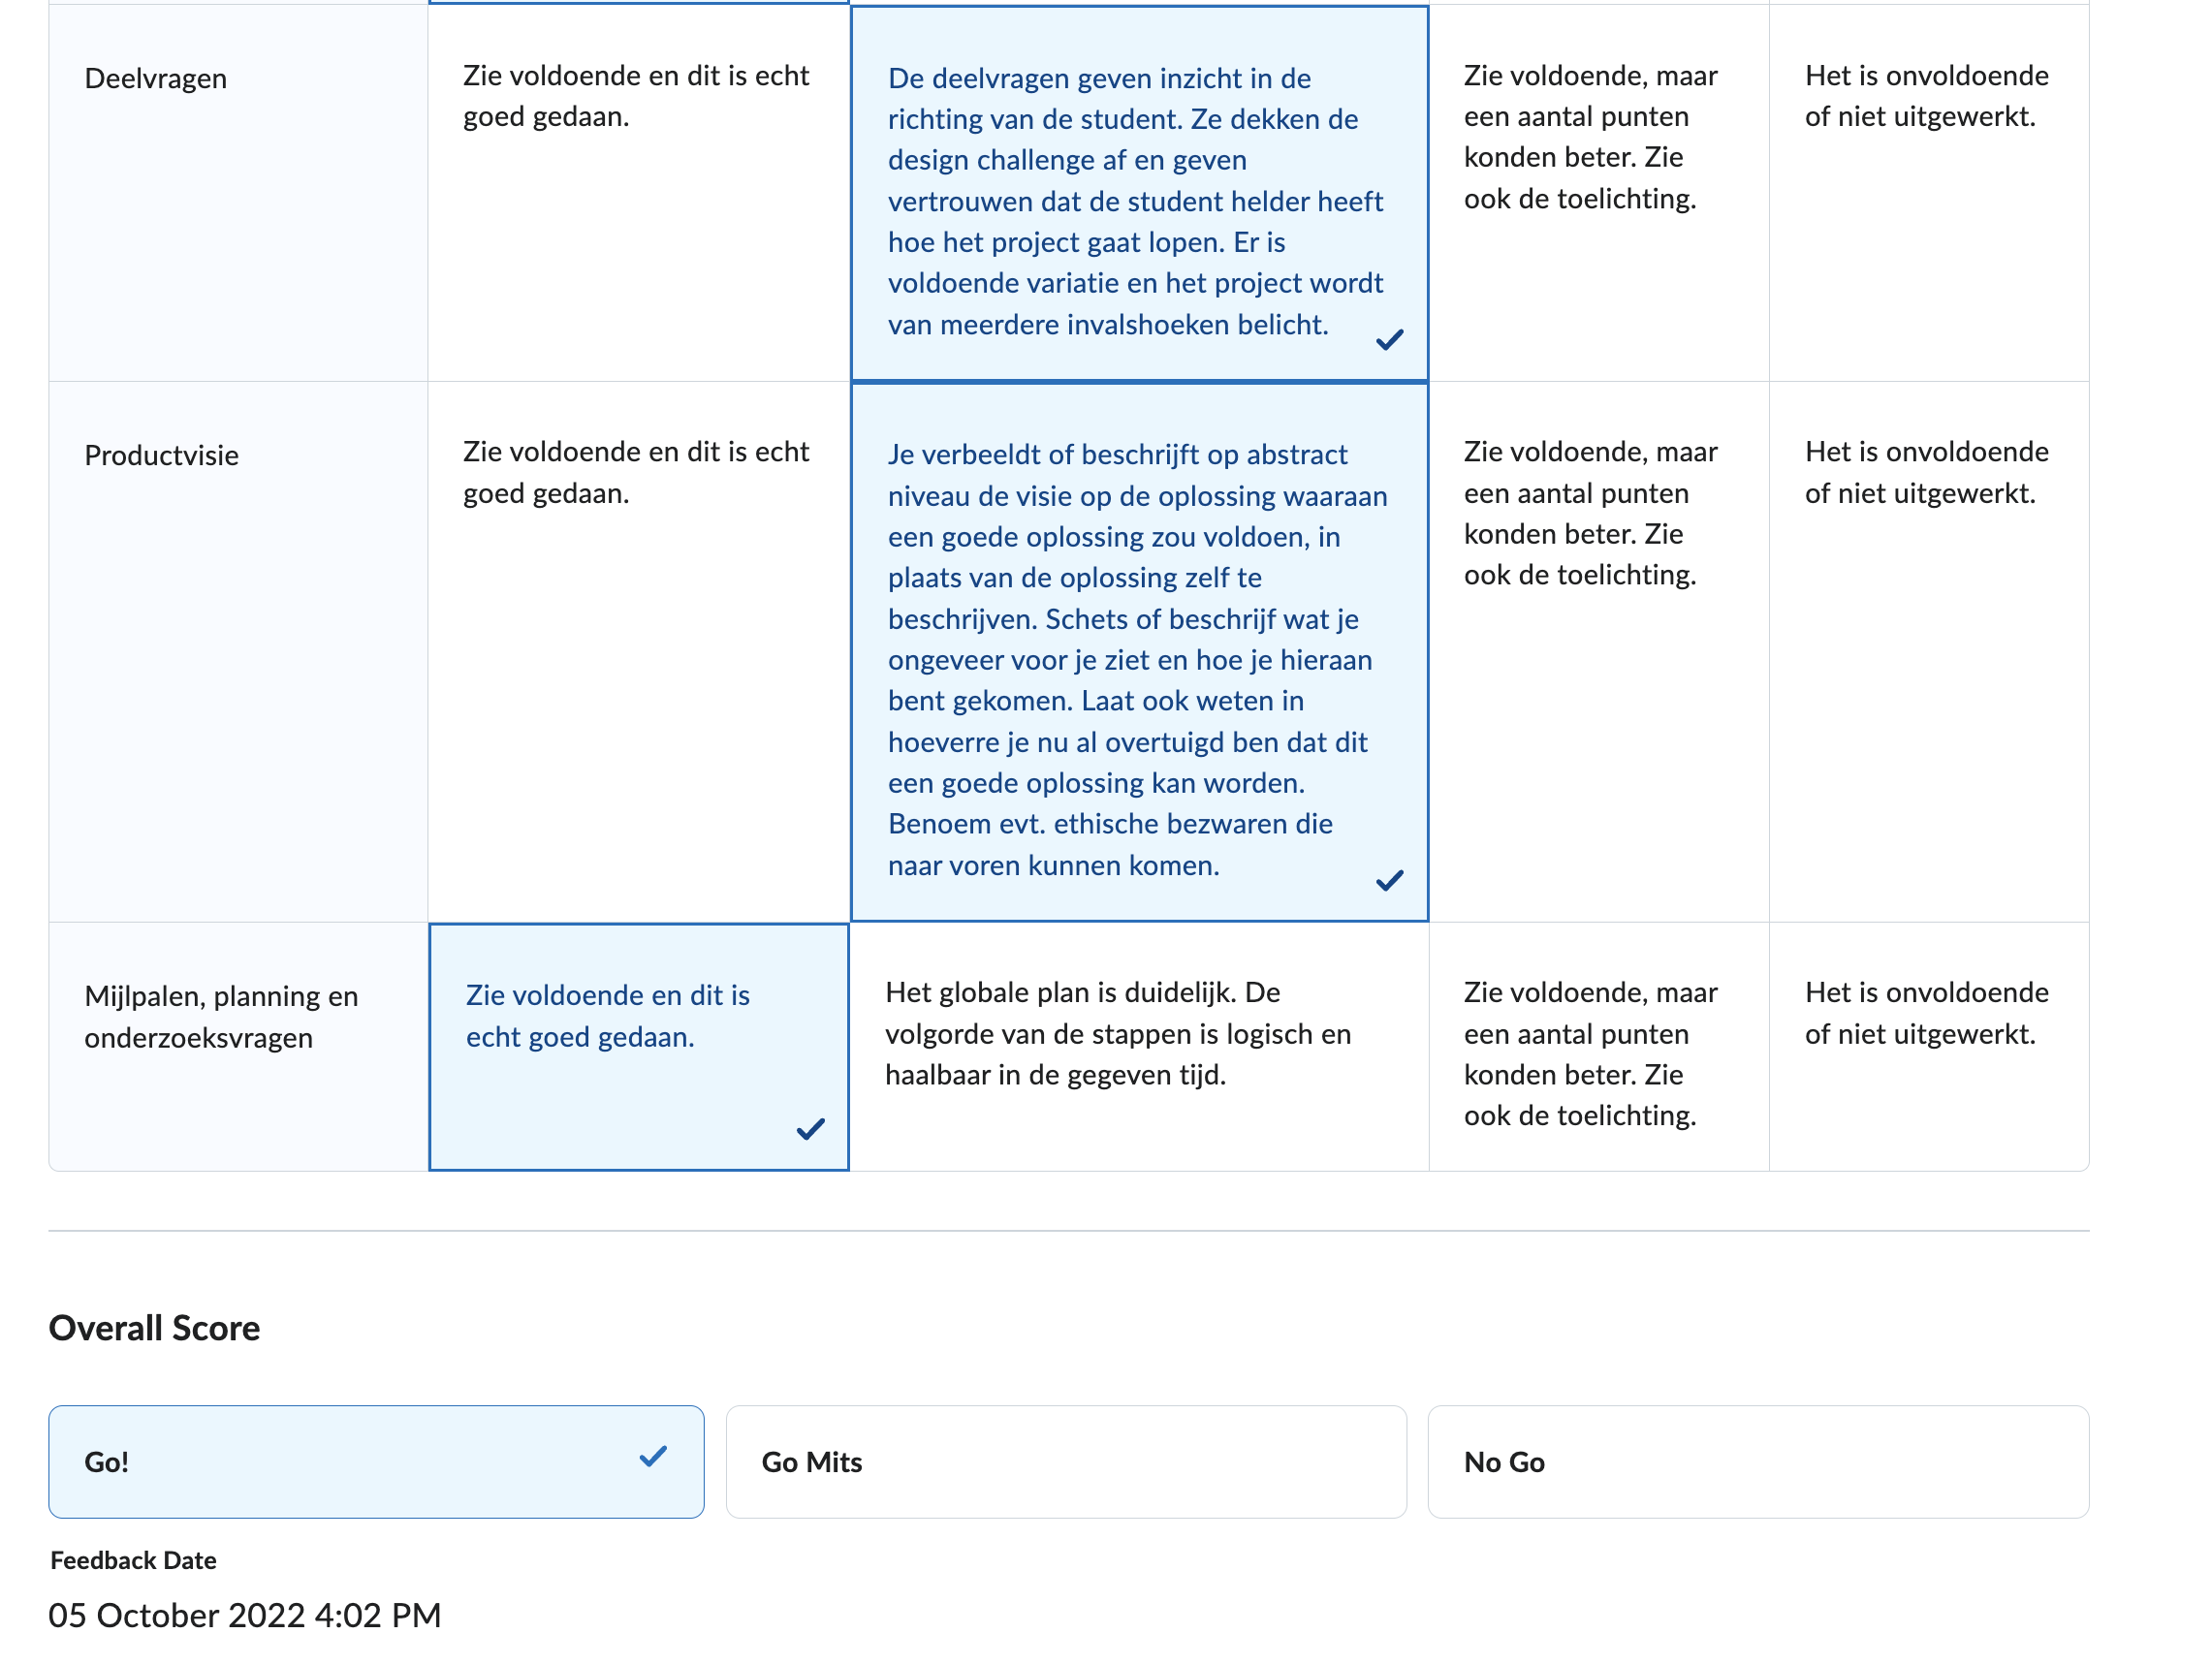 Deelvragen
Zie voldoende en dit is echt
goed gedaan.
De deelvragen geven inzicht in de
richting van de student. Ze dekken de
design challenge af en geven
vertrouwen dat de student helder heeft
hoe het project gaat lopen. Er is
voldoende variatie en het project wordt
van meerdere invalshoeken belicht.
Zie voldoende, maar
een aantal punten
konden beter. Zie
ook de toelichting.
Het is onvoldoende
of niet uitgewerkt.
Productvisie
Zie voldoende en dit is echt
goed gedaan.
Je verbeeldt of beschrijft op abstract
niveau de visie op de oplossing waaraan
een goede oplossing zou voldoen, in
plaats van de oplossing zelf te
beschrijven. Schets of beschrijf wat je
ongeveer voor je ziet en hoe je hieraan
bent gekomen. Laat ook weten in
hoeverre je nu al overtuigd ben dat dit
een goede oplossing kan worden.
Benoem evt. ethische bezwaren die
naar voren kunnen komen.
Zie voldoende, maar
een aantal punten
konden beter. Zie
ook de toelichting.
Het is onvoldoende
of niet uitgewerkt.
Mijlpalen, planning en
onderzoeksvragen
Zie voldoende en dit is
echt goed gedaan.
Het globale plan is duidelijk. De
volgorde van de stappen is logisch en
haalbaar in de gegeven tijd.
Zie voldoende, maar
een aantal punten
konden beter. Zie
ook de toelichting.
Het is onvoldoende
of niet uitgewerkt.
Overall Score
Go!
Go Mits
No Go
Feedback Date
05 October 2022 4:02 PM